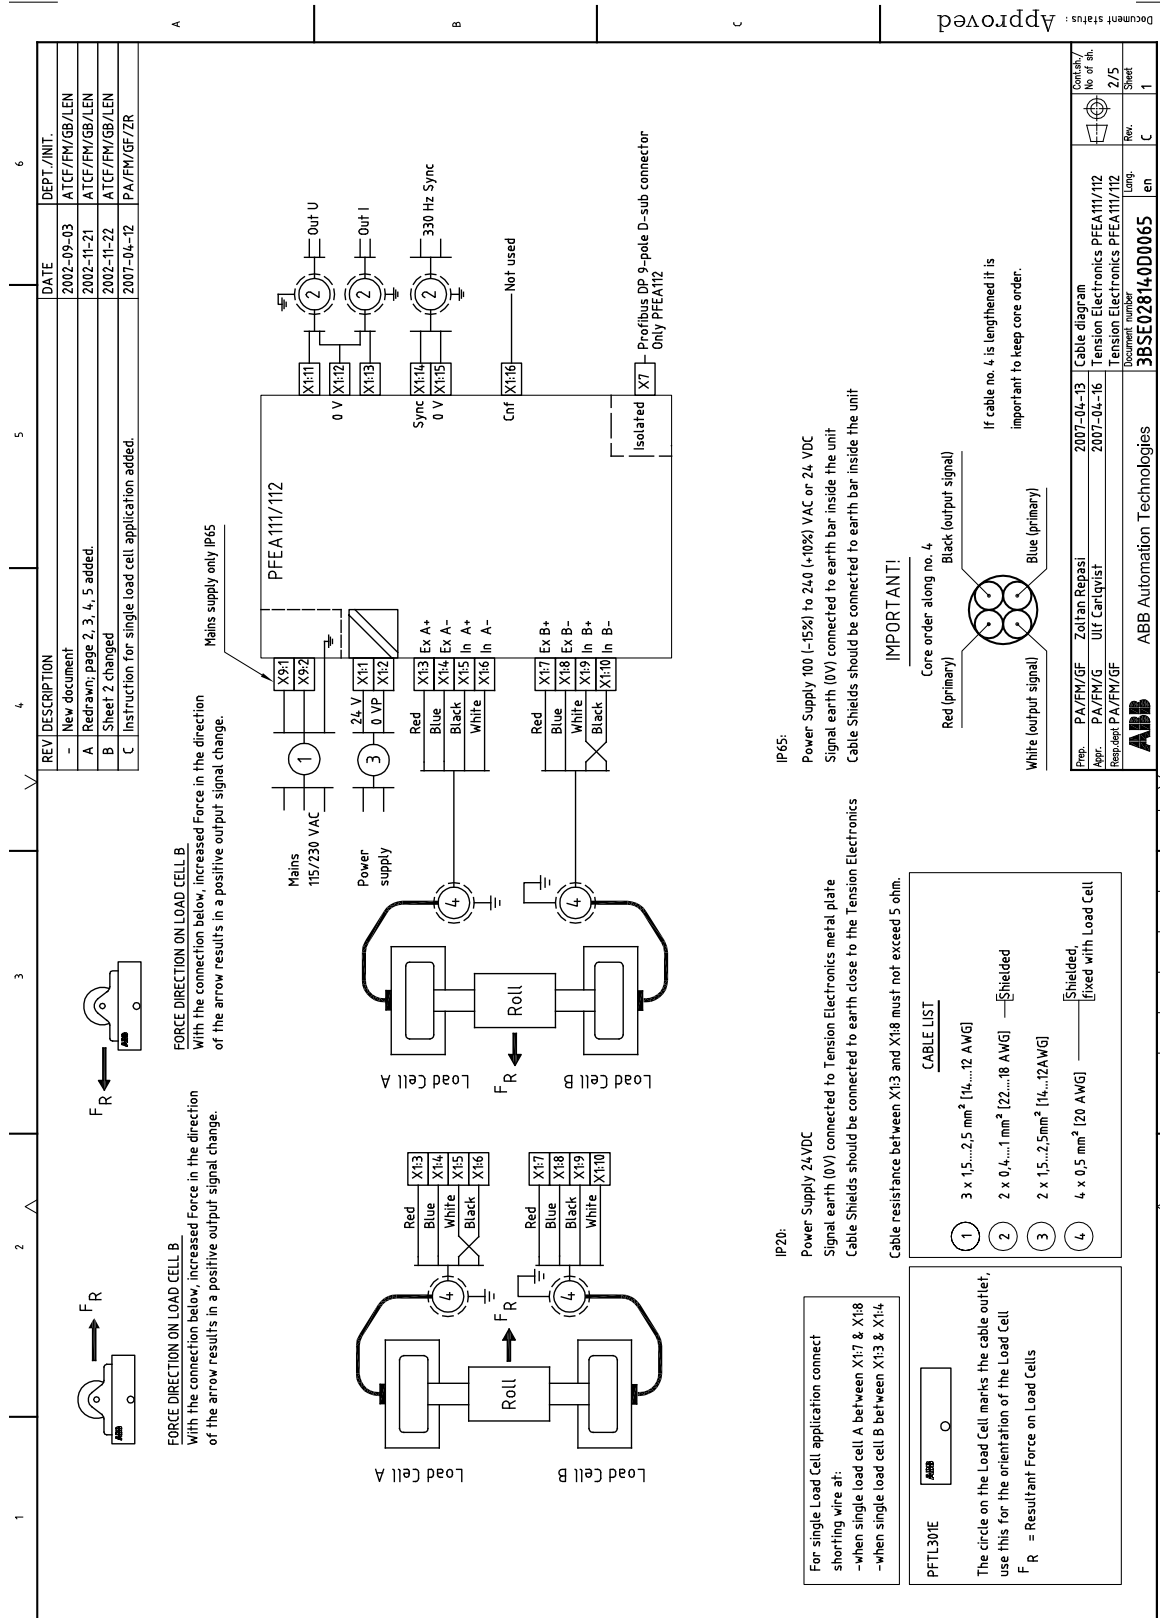 Document status : Approved
A
B
C
1
2
3
4
5
6
REV DESCRIPTION DATE DEPT./INIT.
- New document 2002-09-03 ATCF/FM/GB/LEN
A Redrawn; page 2, 3, 4, 5 added. 2002-11-21 ATCF/FM/GB/LEN
B Sheet 2 changed 2002-11-22 ATCF/FM/GB/LEN
C Instruction for single load cell application added. 2007-04-12 PA/FM/GF/ZR
F R
ABB
FORCE DIRECTION ON LOAD CELL B
With the connection below, increased Force in the direction
of the arrow results in a positive output signal change.
F R
ABB
FORCE DIRECTION ON LOAD CELL B
With the connection below, increased Force in the direction
of the arrow results in a positive output signal change.
Load Cell A
Load Cell B
Roll
F R
4
4
Red X1:3
Blue X1:4
White X1:5
Black X1:6
Red X1:7
Blue X1:8
Black X1:9
White X1:10
Load Cell A
Load Cell B
Roll
F R
4
4
Mains
115/230 VAC
1
Power
supply
3
24 V
0 VP
Mains supply only IP65
X9:1
X9:2
X1:1
X1:2
Red X1:3 Ex A+
Blue X1:4 Ex A-
Black X1:5 In A+
White X1:6 In A-
Red X1:7 Ex B+
Blue X1:8 Ex B-
White X1:9 In B+
Black X1:10 In B-
PFEA111/112
X1:11
0 V X1:12
X1:13
2 Out U
2 Out I
Sync X1:14
0 V X1:15
2 330 Hz Sync
Cnf X1:16 Not used
Isolated X7 Profibus DP 9-pole D-sub connector
Only PFEA112
IP20:
Power Supply 24VDC
Signal earth (0V) connected to Tension Electronics metal plate
Cable Shields should be connected to earth close to the Tension Electronics
Cable resistance between X1:3 and X1:8 must not exceed 5 ohm.
IP65:
Power Supply 100 (-15%) to 240 (+10%) VAC or 24 VDC
Signal earth (0V) connected to earth bar inside the unit
Cable Shields should be connected to earth bar inside the unit
For single Load Cell application connect
shorting wire at:
-when single load cell A between X1:7 & X1:8
-when single load cell B between X1:3 & X1:4
PFTL301E
ABB
The circle on the Load Cell marks the cable outlet,
use this for the orientation of the Load Cell
F R = Resultant Force on Load Cells
CABLE LIST
1 3 x 1,5....2,5 mm² [14...12 AWG]
2 2 x 0,4....1 mm² [22....18 AWG] Shielded
3 2 x 1,5...2,5mm² [14...12AWG]
4 4 x 0,5 mm² [20 AWG] Shielded,
fixed with Load Cell
IMPORTANT!
Core order along no. 4
Red (primary)
Black (output signal)
White (output signal)
Blue (primary)
If cable no. 4 is lengthened it is
important to keep core order.
Prep. PA/FM/GF Zoltan Repasi 2007-04-13
Appr. PA/FM/G Ulf Carlqvist 2007-04-16
Resp.dept PA/FM/GF
Cable diagram
Tension Electronics PFEA111/112
Tension Electronics PFEA111/112
Cont.sh./
No of sh.
2/5
ABB
ABB Automation Technologies
Document number
3BSE028140D0065
Lang.
en
Rev.
C
Sheet
1